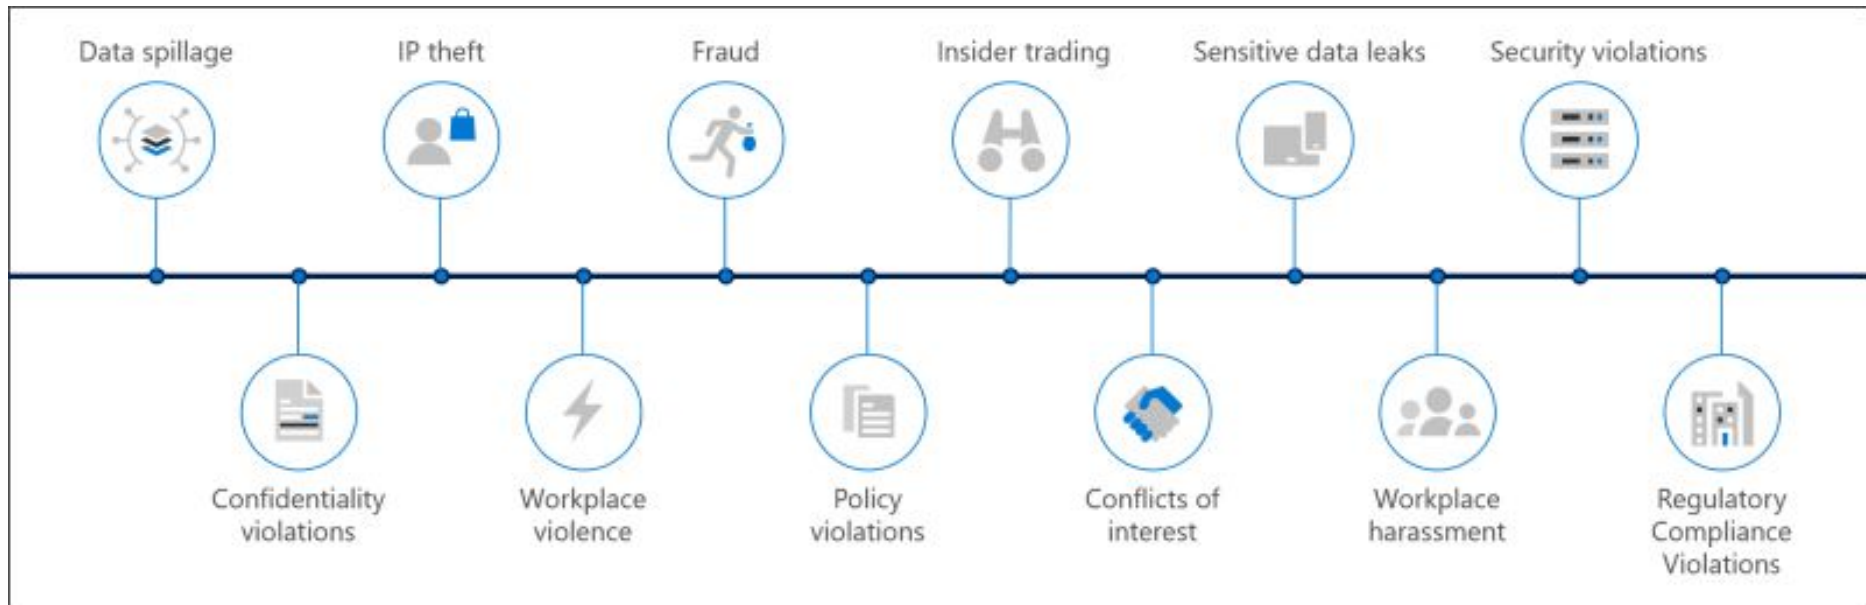 Data spillage
IP theft
Fraud
Insider trading
Sensitive data leaks
Security violations
Confidentiality
violations
Workplace
violence
Policy
violations
Conflicts of
interest
Workplace
harassment
Regulatory
Compliance
Violations